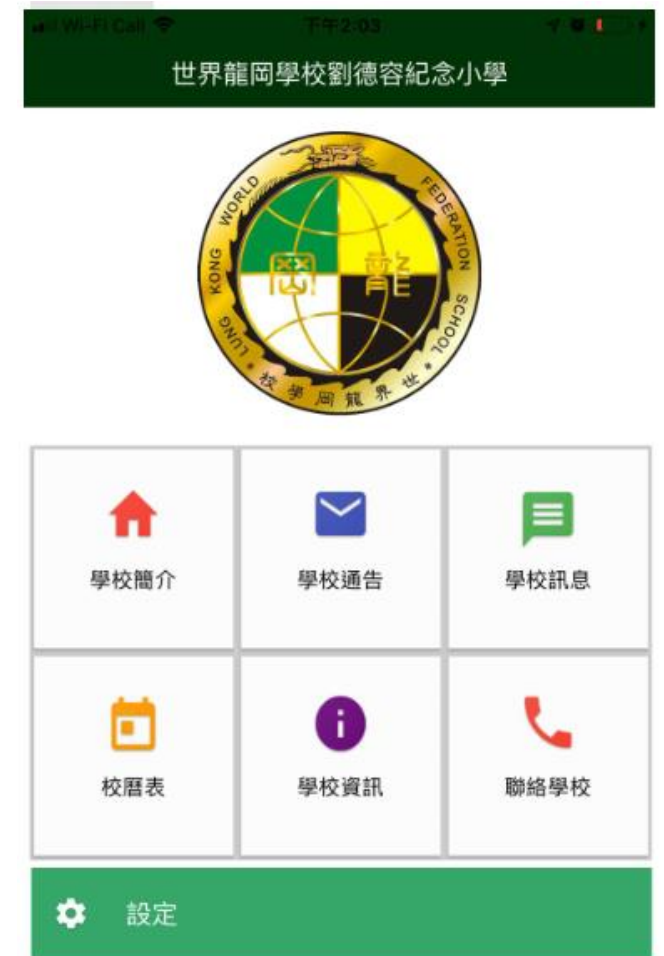 Wi-Fi Call 下午2:03
世界龍岡學校劉德容紀念小學
LUNG KONG WORLD FEDERATION SCHOOL
岡 龍
校學岡龍界世
學校簡介 學校通告 學校訊息
校曆表 學校資訊 聯絡學校
設定